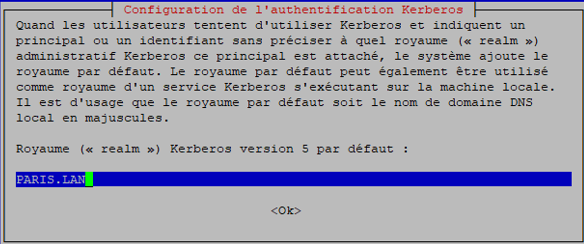 Configuration de l'authentification Kerberos
Quand les utilisateurs tentent d'utiliser Kerberos et indiquent un
principal ou un identifiant sans préciser à quel royaume (« realm »)
administratif Kerberos ce principal est attaché, le système ajoute le
royaume par défaut. Le royaume par défaut peut également être utilisé
comme royaume d'un service Kerberos s'exécutant sur la machine locale.
Il est d'usage que le royaume par défaut soit le nom de domaine DNS
local en majuscules.
Royaume (« realm ») Kerberos version 5 par défaut :
PARIS.LAN
<Ok>